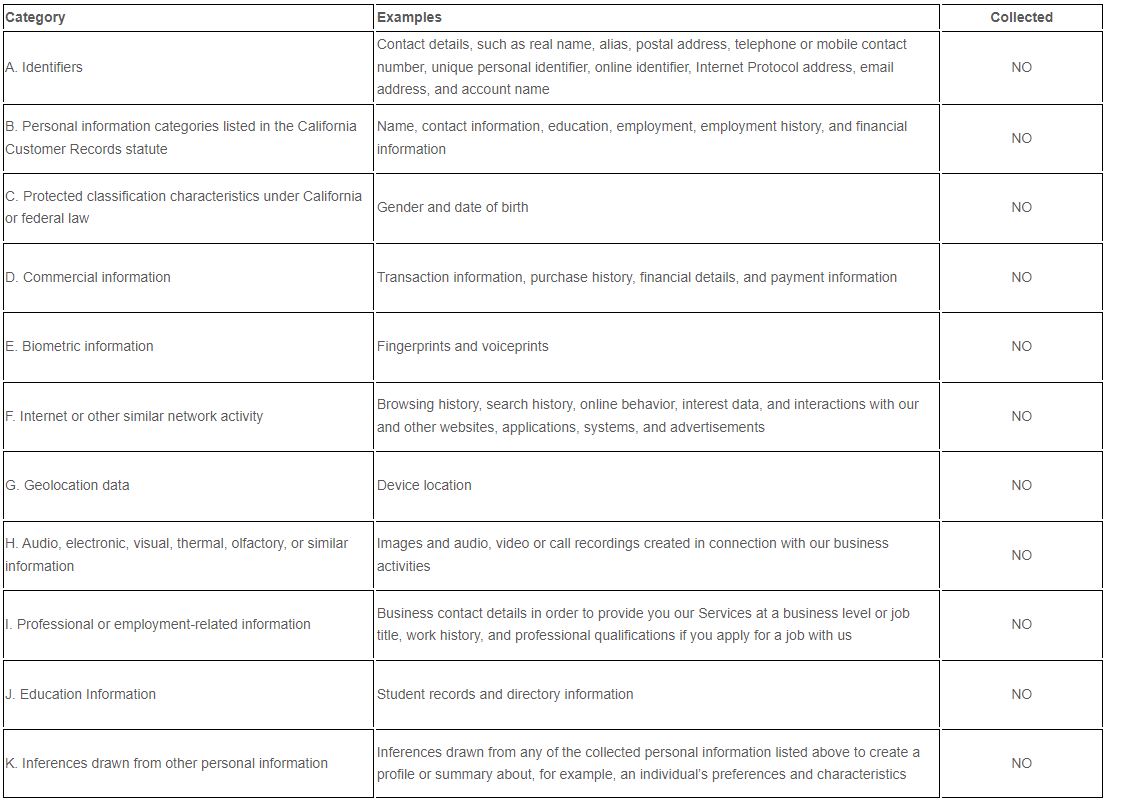 Category Examples Collected
A. Identifiers
Contact details, such as real name, alias, postal address, telephone or mobile contact
number, unique personal identifier, online identifier, Internet Protocol address, email
address, and account name
NO
B. Personal information categories listed in the California
Customer Records statute
Name, contact information, education, employment, employment history, and financial
information
NO
C. Protected classification characteristics under California
or federal law
Gender and date of birth
NO
D. Commercial information
Transaction information, purchase history, financial details, and payment information
NO
E. Biometric information
Fingerprints and voiceprints
NO
F. Internet or other similar network activity
Browsing history, search history, online behavior, interest data, and interactions with our
and other websites, applications, systems, and advertisements
NO
G. Geolocation data
Device location
NO
H. Audio, electronic, visual, thermal, olfactory, or similar
information
Images and audio, video or call recordings created in connection with our business
activities
NO
I. Professional or employment-related information
Business contact details in order to provide you our Services at a business level or job
title, work history, and professional qualifications if you apply for a job with us
NO
J. Education Information
Student records and directory information
NO
K. Inferences drawn from other personal information
Inferences drawn from any of the collected personal information listed above to create a
profile or summary about, for example, an individual’s preferences and characteristics
NO